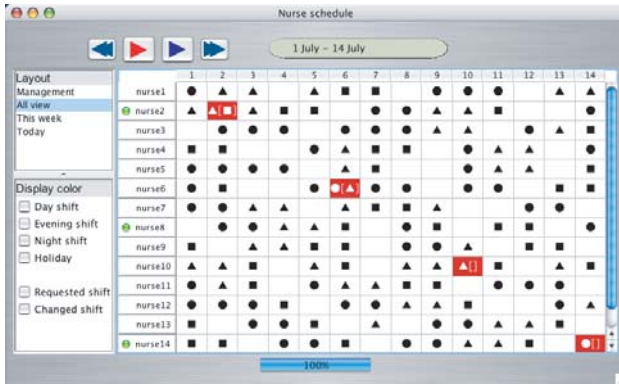 Nurse schedule
1 July - 14 July
Layout
Management
All view
This week
Today
Display color
Day shift
Evening shift
Night shift
Holiday
Requested shift
Changed shift
1 2 3 4 5 6 7 8 9 10 11 12 13 14
nurse1 ● ▲ ▲ ▲ ■ ■ ● ● ● ▲ ▲
nurse2 ▲ ▲[■] ▲ ■ ■ ● ● ▲ ▲ ■ ●
nurse3 ● ● ● ● ● ● ▲ ▲ ● ▲ ■
nurse4 ■ ■ ● ▲ ■ ■ ● ▲ ▲ ●
nurse5 ● ● ● ● ▲ ■ ● ▲ ▲ ■
nurse6 ● ■ ● ●[▲] ● ● ● ● ■ ■
nurse7 ● ● ▲ ▲ ▲ ■ ■ ▲ ● ●
nurse8 ● ● ▲ ▲ ■ ● ■ ■ ■ ●
nurse9 ■ ▲ ▲ ■ ■ ● ● ▲ ■ ■
nurse10 ▲ ▲ ■ ▲ ■ ▲ ▲ ▲[] ■ ▲ ■
nurse11 ● ▲ ■ ● ▲ ▲ ■ ■ ● ● ●
nurse12 ● ● ● ■ ● ● ▲ ▲ ■ ● ▲
nurse13 ■ ● ● ■ ▲ ● ● ▲ ▲ ■
nurse14 ■ ■ ● ● ■ ● ● ▲ ▲ ■ ●[]
100%